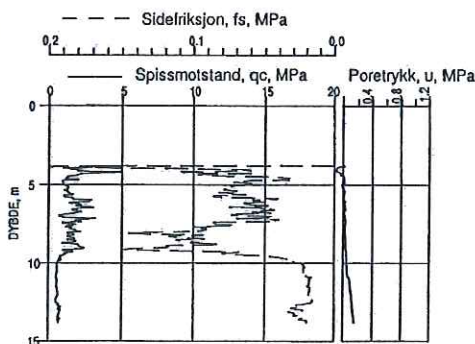 Sidefriksjon, fs, MPa
0,2 0.1 0.0
Spissmotstand, qc, MPa Poretrykk, u, MPa
0 5 10 15 20
0.4 0.8 1.2
DYBDE, m
0
5
10
15